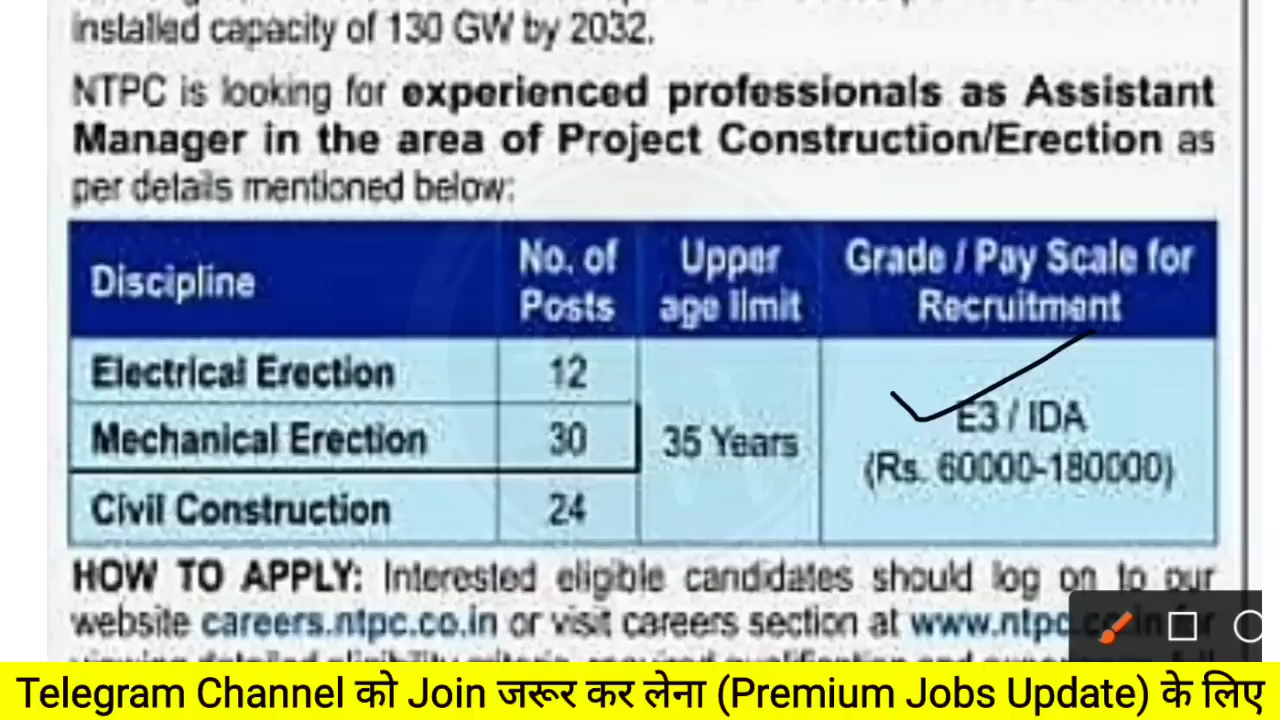 installed capacity of 130 GW by 2032.
NTPC is looking for experienced professionals as Assistant
Manager in the area of Project Construction/Erection as
per details mentioned below:
Discipline No. of Posts Upper age limit Grade / Pay Scale for Recruitment
Electrical Erection 12
Mechanical Erection 30
Civil Construction 24
35 Years
E3 / IDA
(Rs. 60000-180000)
HOW TO APPLY: Interested eligible candidates should log on to our
website careers.ntpc.co.in or visit careers section at www.ntpc.co.in for
Telegram Channel को Join जरूर कर लेना (Premium Jobs Update) के लिए